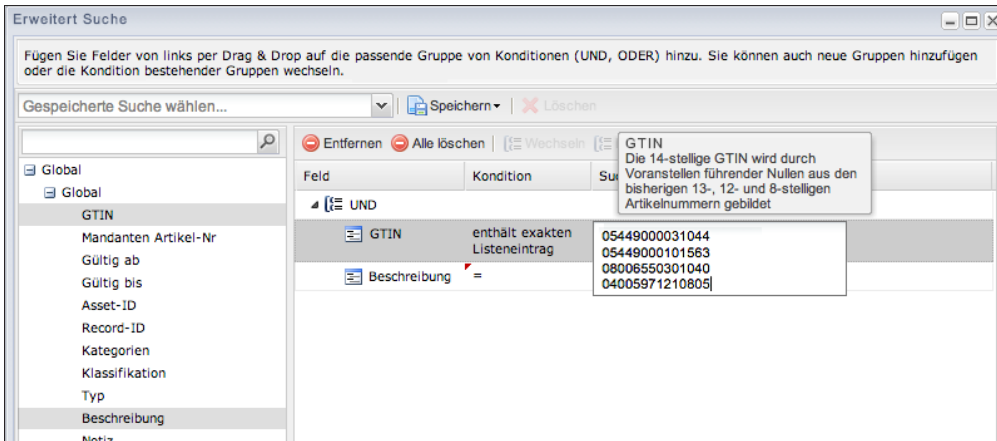 Erweitert Suche
Fügen Sie Felder von links per Drag & Drop auf die passende Gruppe von Konditionen (UND, ODER) hinzu. Sie können auch neue Gruppen hinzufügen
oder die Kondition bestehender Gruppen wechseln.
Gespeicherte Suche wählen...
Speichern
Löschen
Entfernen
Alle löschen
Wechseln
GTIN
Die 14-stellige GTIN wird durch
Voranstellen führender Nullen aus den
bisherigen 13-, 12- und 8-stelligen
Artikelnummern gebildet
Global
Global
GTIN
Mandanten Artikel-Nr
Gültig ab
Gültig bis
Asset-ID
Record-ID
Kategorien
Klassifikation
Typ
Beschreibung
Notiz
Feld
Kondition
UND
GTIN
enthält exakten
Listeneintrag
05449000031044
05449000101563
08006550301040
04005971210805
Beschreibung
=